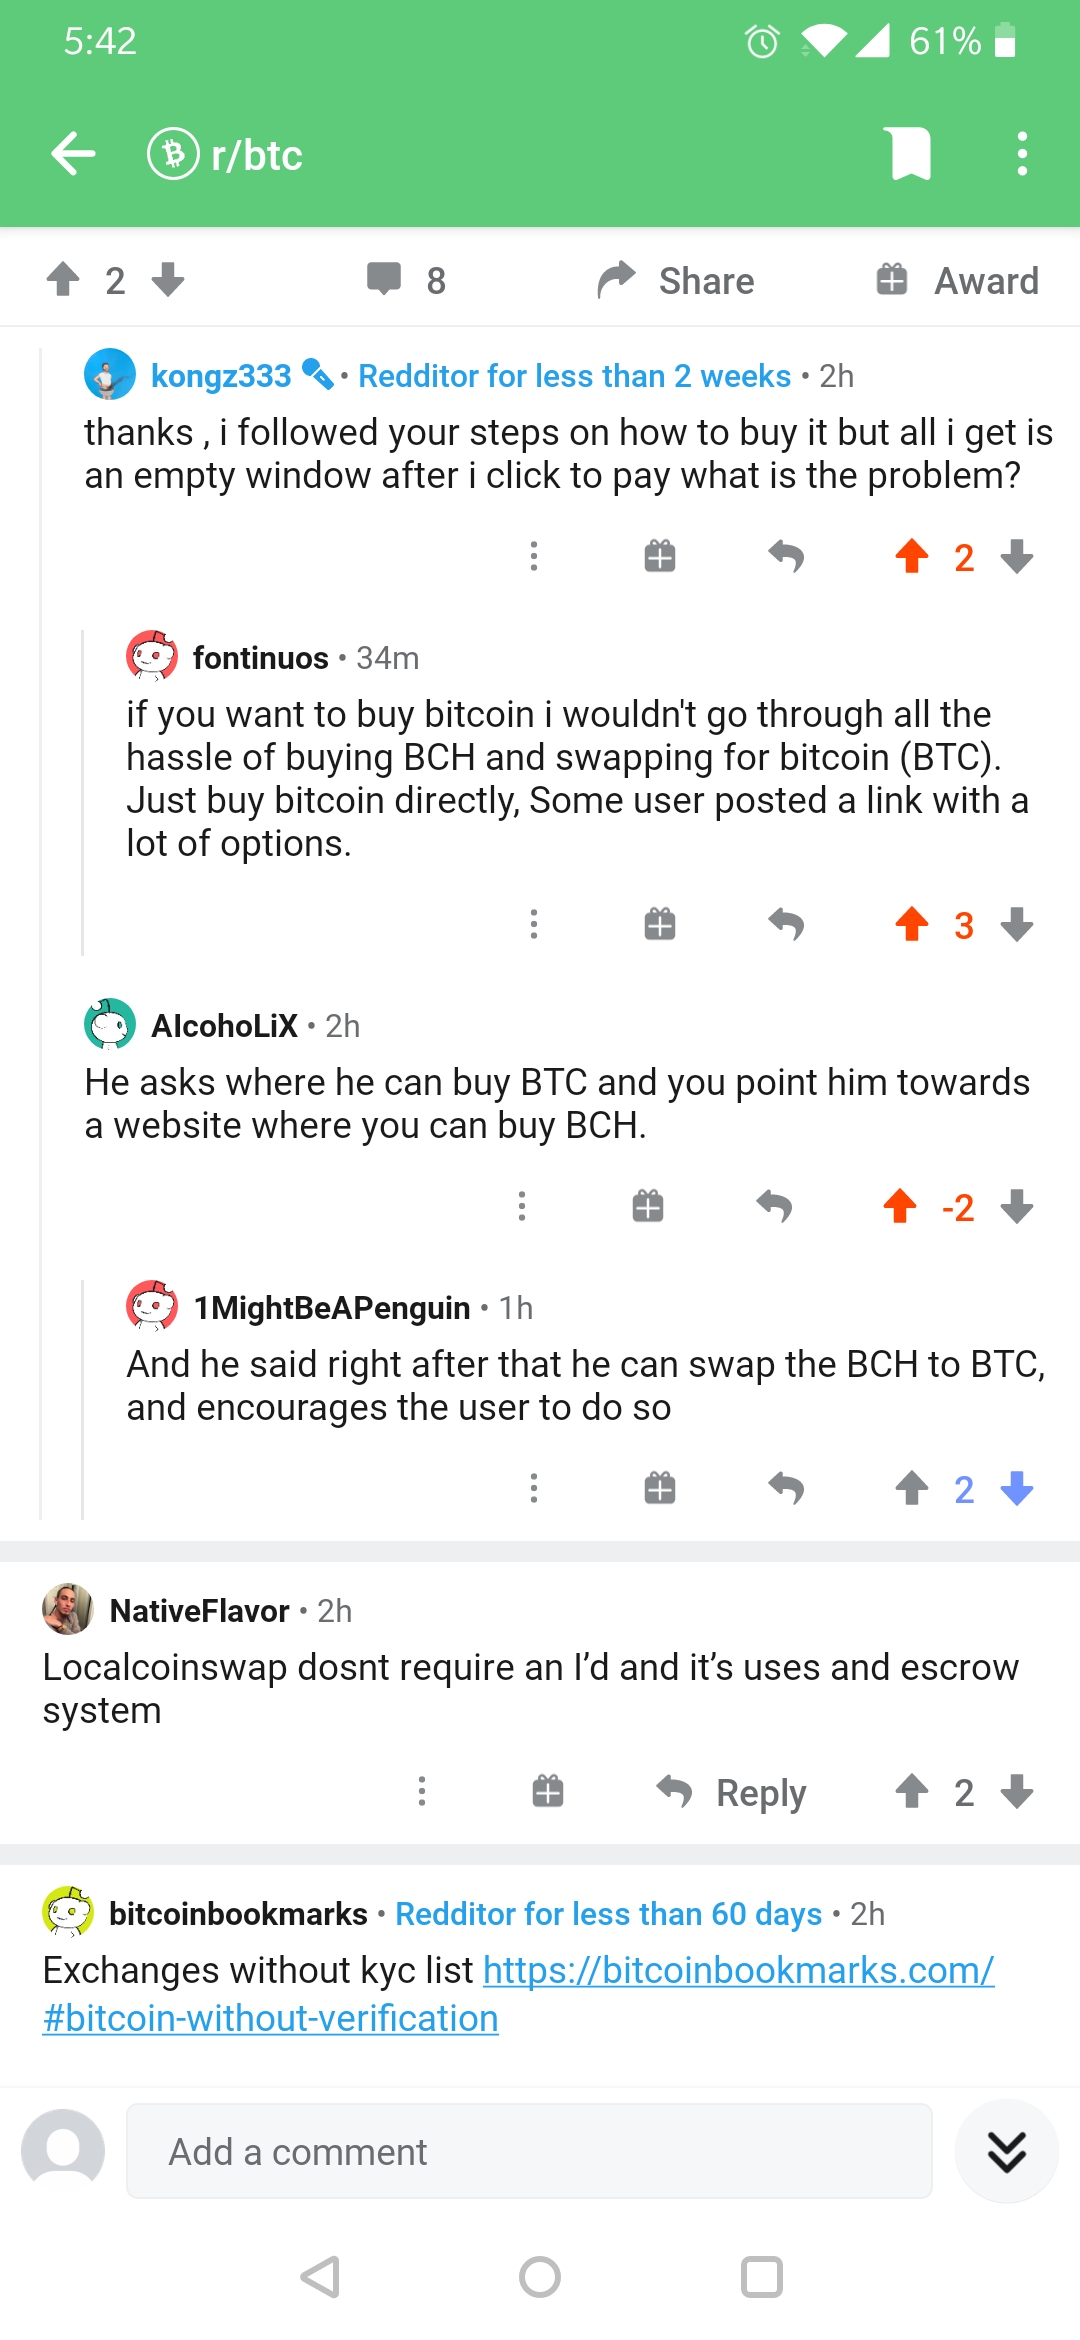 5:42
61%
r/btc
2
8
Share
Award
kongz333 • Redditor for less than 2 weeks • 2h
thanks , i followed your steps on how to buy it but all i get is
an empty window after i click to pay what is the problem?
2
fontinuos • 34m
if you want to buy bitcoin i wouldn't go through all the
hassle of buying BCH and swapping for bitcoin (BTC).
Just buy bitcoin directly, Some user posted a link with a
lot of options.
3
AlcohoLiX • 2h
He asks where he can buy BTC and you point him towards
a website where you can buy BCH.
-2
1MightBeAPenguin • 1h
And he said right after that he can swap the BCH to BTC,
and encourages the user to do so
2
NativeFlavor • 2h
Localcoinswap dosnt require an I’d and it’s uses and escrow
system
Reply
2
bitcoinbookmarks • Redditor for less than 60 days • 2h
Exchanges without kyc list https://bitcoinbookmarks.com/
#bitcoin-without-verification
Add a comment